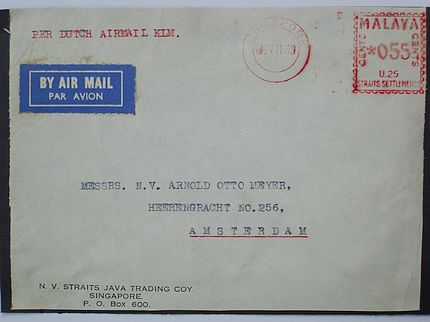 PER DUTCH AIRMAIL KLM.
MALAYA
CENTS *055 CENTS
U.25
STRAITS SETTLEMENTS
BY AIR MAIL
PAR AVION
MESSRS. N.V. ARNOLD OTTO MEYER,
HEERENGRACHT NO.256,
AMSTERDAM
N. V. STRAITS JAVA TRADING COY.
SINGAPORE.
P. O. Box 600.